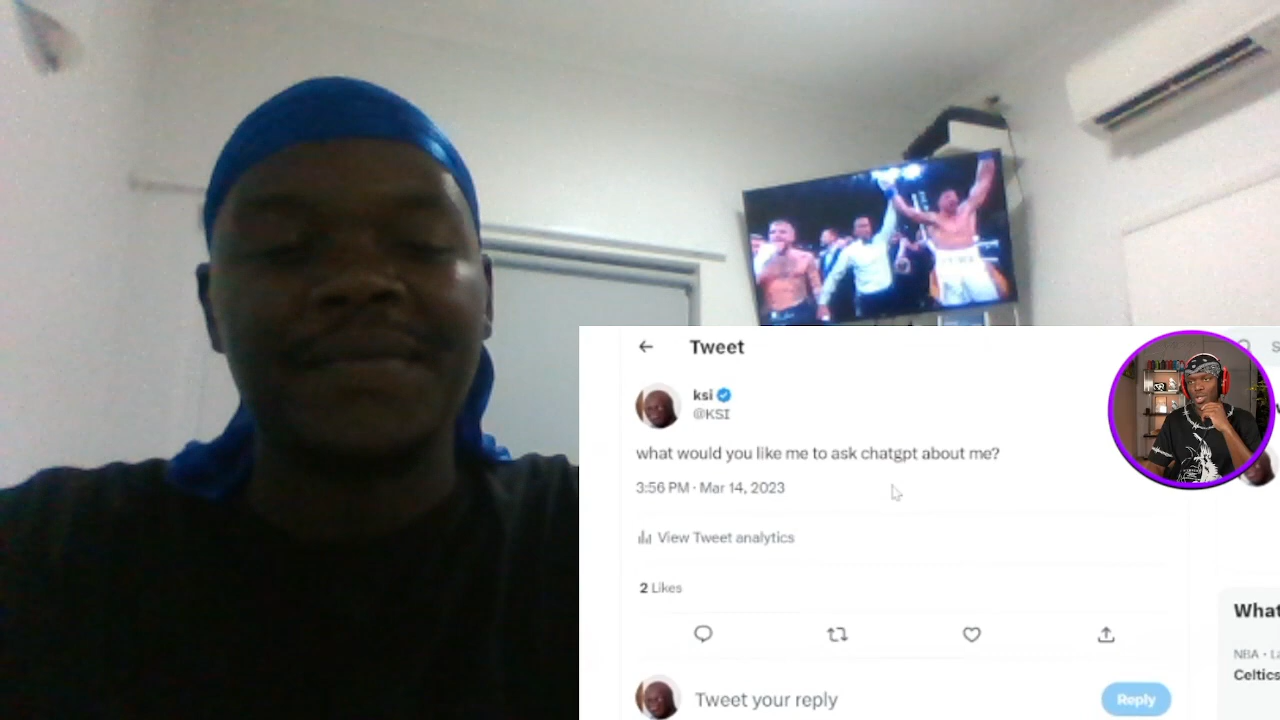 Tweet
ksi
@KSI
what would you like me to ask chatgpt about me?
3:56 PM · Mar 14, 2023
View Tweet analytics
2 Likes
Tweet your reply
Reply
What
NBA ·
Celtics